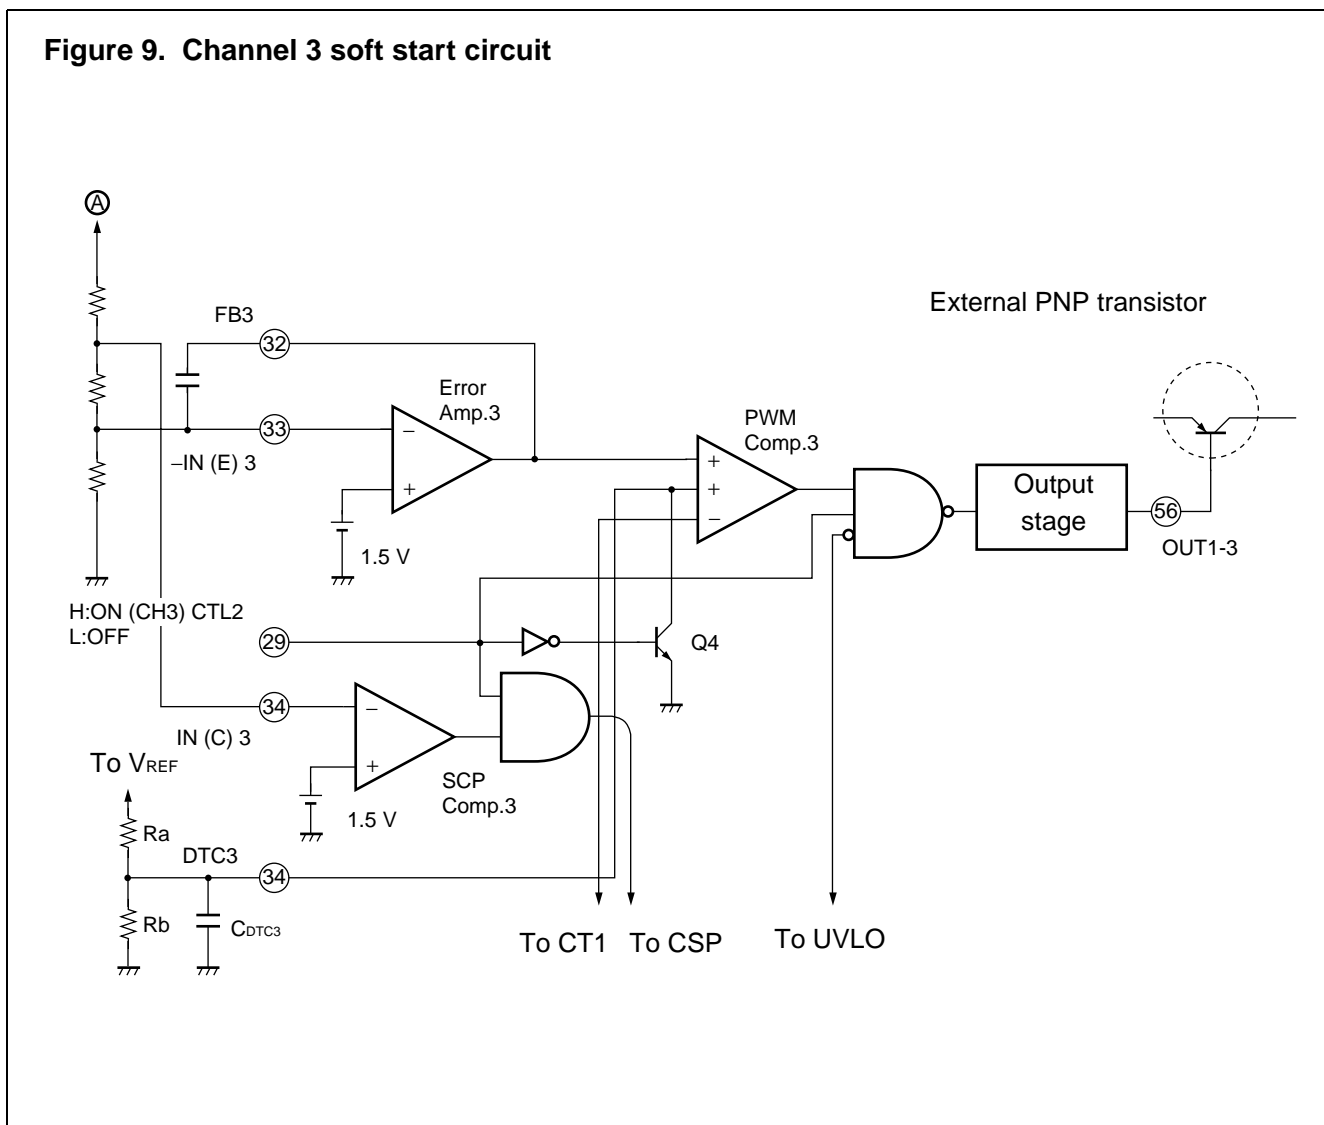 Figure 9.  Channel 3 soft start circuit
A
FB3
32
External PNP transistor
Error
Amp.3
PWM
Comp.3
33
−IN (E) 3
−
+
+
+
−
Output
stage
56
OUT1-3
1.5 V
H:ON (CH3) CTL2
L:OFF
29
Q4
34
IN (C) 3
−
+
SCP
Comp.3
1.5 V
To VREF
Ra
DTC3
34
Rb
CDTC3
To CT1
To CSP
To UVLO